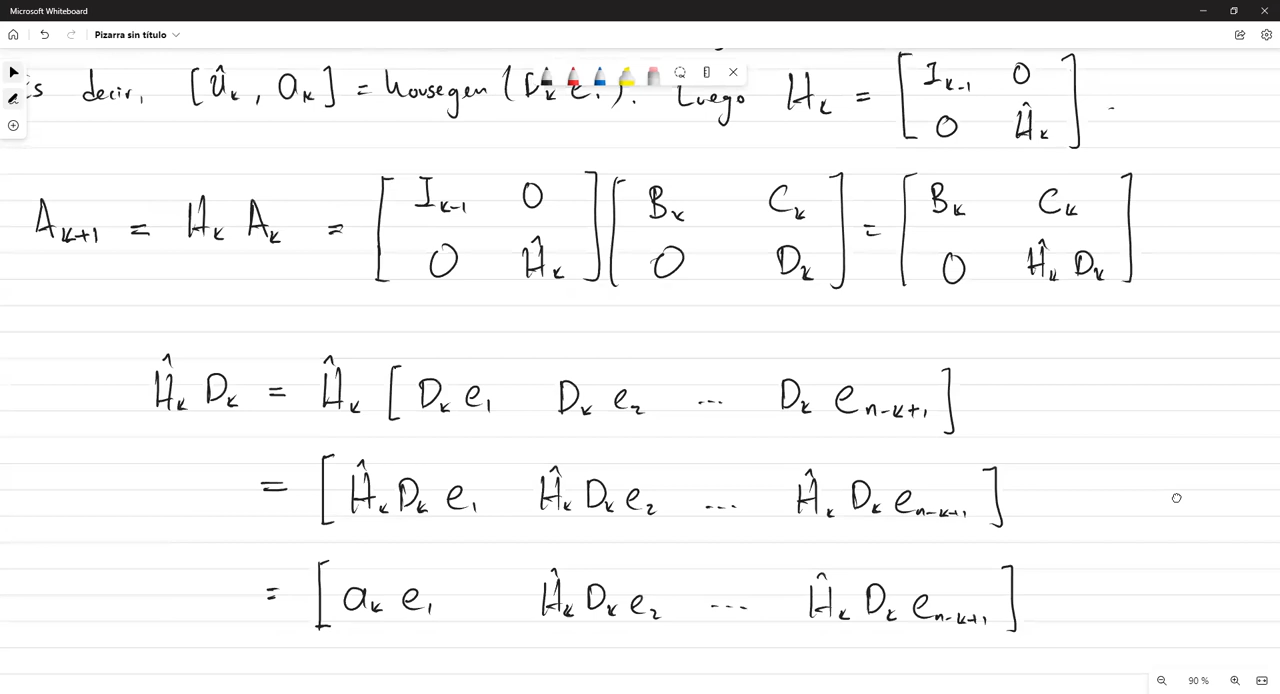 Microsoft Whiteboard
Pizarra sin título
es decir, [û_k, a_k] = housegen (D_k e_1). Luego H_k = [ I_{k-1} 0 ; 0 Ĥ_k ] .
A_{k+1} = H_k A_k = [ I_{k-1} 0 ; 0 Ĥ_k ] [ B_k C_k ; 0 D_k ] = [ B_k C_k ; 0 Ĥ_k D_k ]
Ĥ_k D_k = Ĥ_k [ D_k e_1 D_k e_2 ... D_k e_{n-k+1} ]
= [ Ĥ_k D_k e_1 Ĥ_k D_k e_2 ... Ĥ_k D_k e_{n-k+1} ]
= [ a_k e_1 Ĥ_k D_k e_2 ... Ĥ_k D_k e_{n-k+1} ]
90 %